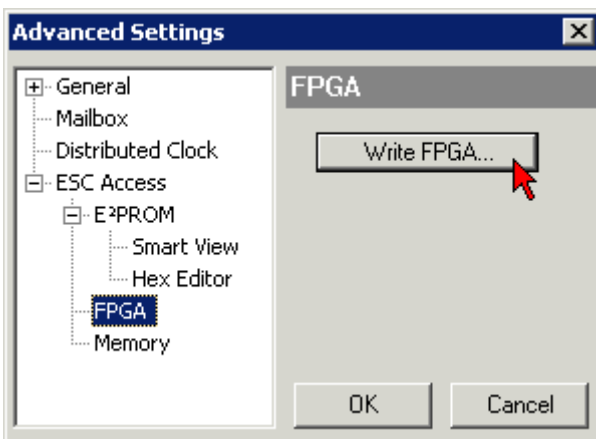 Advanced Settings
General
Mailbox
Distributed Clock
ESC Access
E²PROM
Smart View
Hex Editor
FPGA
Memory
FPGA
Write FPGA...
OK Cancel